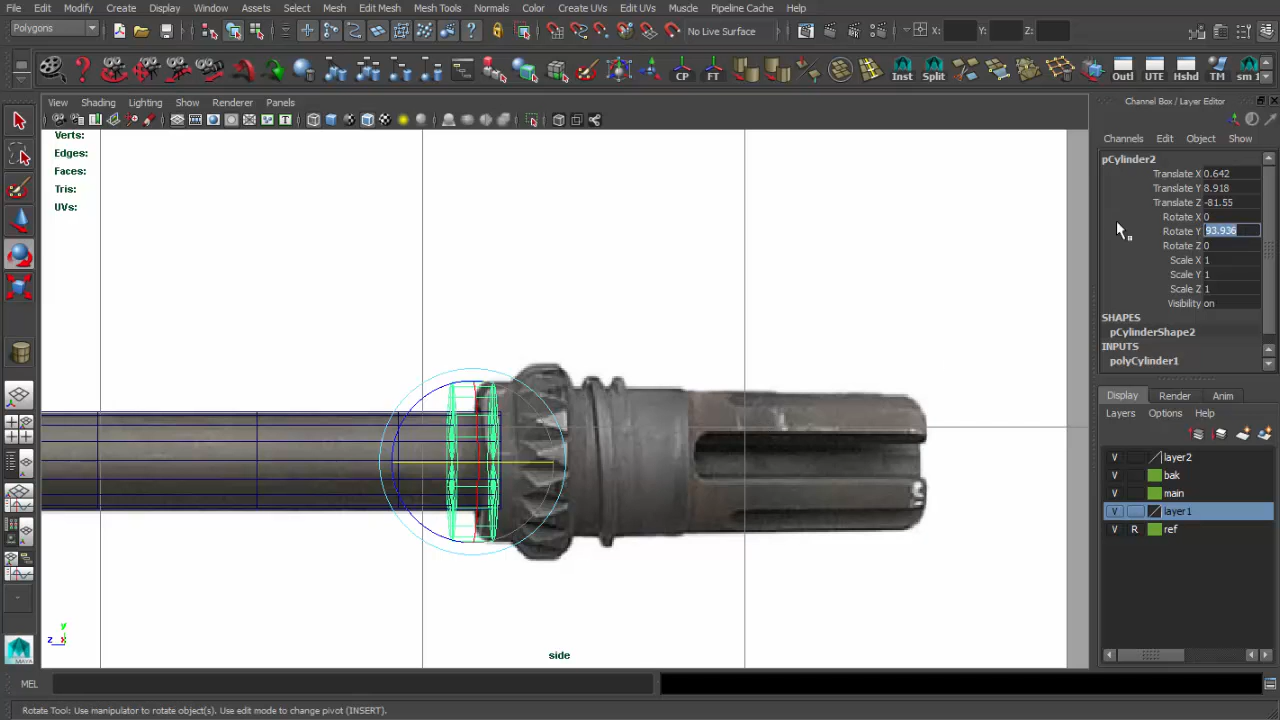 File Edit Modify Create Display Window Assets Select Mesh Edit Mesh Mesh Tools Normals Color Create UVs Edit UVs Muscle Pipeline Cache Help
Polygons No Live Surface X: Y: Z:
CP FT Inst Split Outl UTE Hshd TM sm 1
View Shading Lighting Show Renderer Panels
Channel Box / Layer Editor
Verts:
Edges:
Faces:
Tris:
UVs:
Channels Edit Object Show
pCylinder2
Translate X 0.642
Translate Y 8.918
Translate Z -81.55
Rotate X 0
Rotate Y 93.936
Rotate Z 0
Scale X 1
Scale Y 1
Scale Z 1
Visibility on
SHAPES
pCylinderShape2
INPUTS
polyCylinder1
Display Render Anim
Layers Options Help
V layer2
V bak
V main
V layer1
V R ref
y
z x
side
MAYA
MEL
Rotate Tool: Use manipulator to rotate object(s). Use edit mode to change pivot (INSERT).